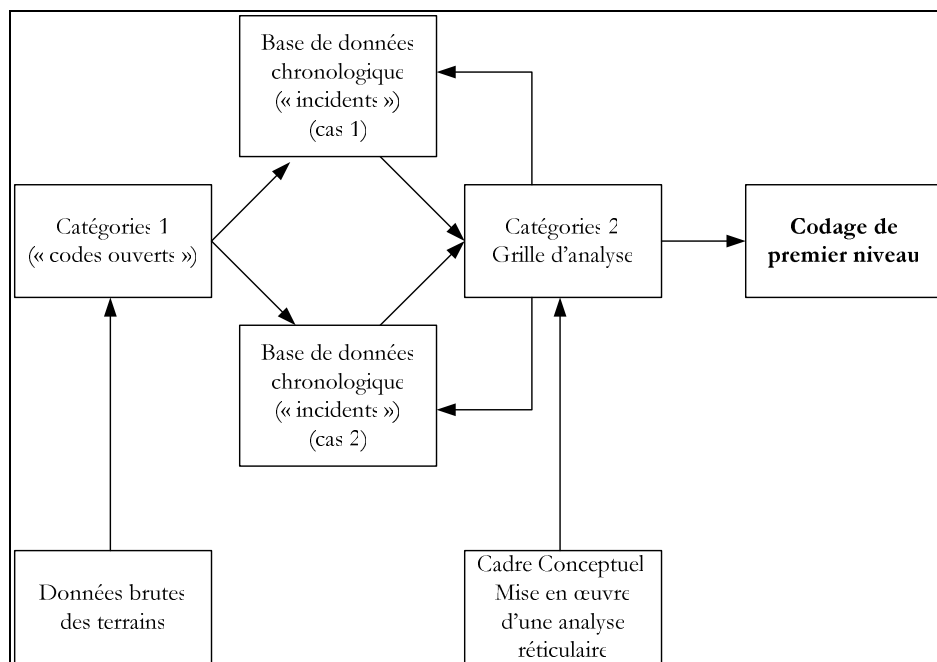 Base de données
chronologique
(« incidents »)
(cas 1)
Catégories 1
(« codes ouverts »)
Catégories 2
Grille d'analyse
Codage de
premier niveau
Base de données
chronologique
(« incidents »)
(cas 2)
Données brutes
des terrains
Cadre Conceptuel
Mise en œuvre
d'une analyse
réticulaire